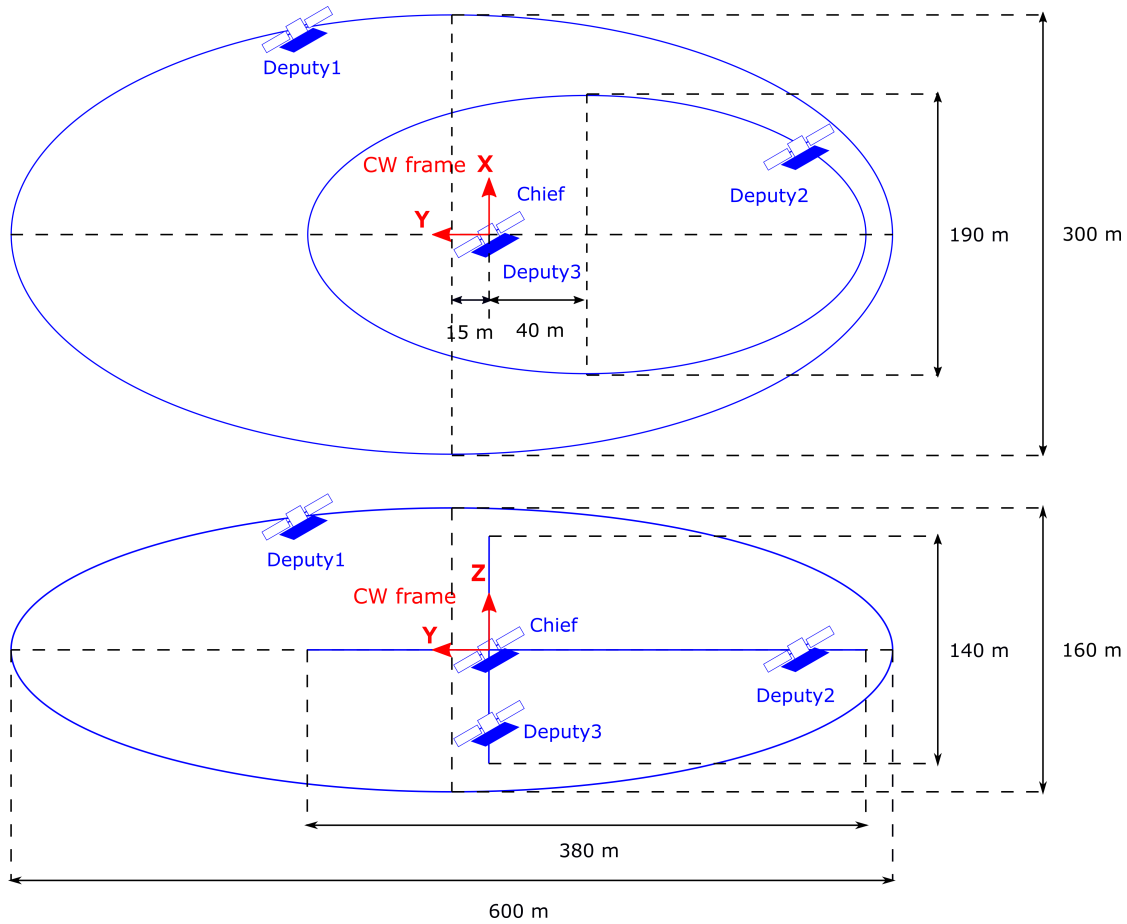 Deputy1
CW frame X
Chief
Y
Deputy2
Deputy3
190 m
300 m
15 m
40 m
Deputy1
Z
CW frame
Y
Chief
140 m
160 m
Deputy2
Deputy3
380 m
600 m